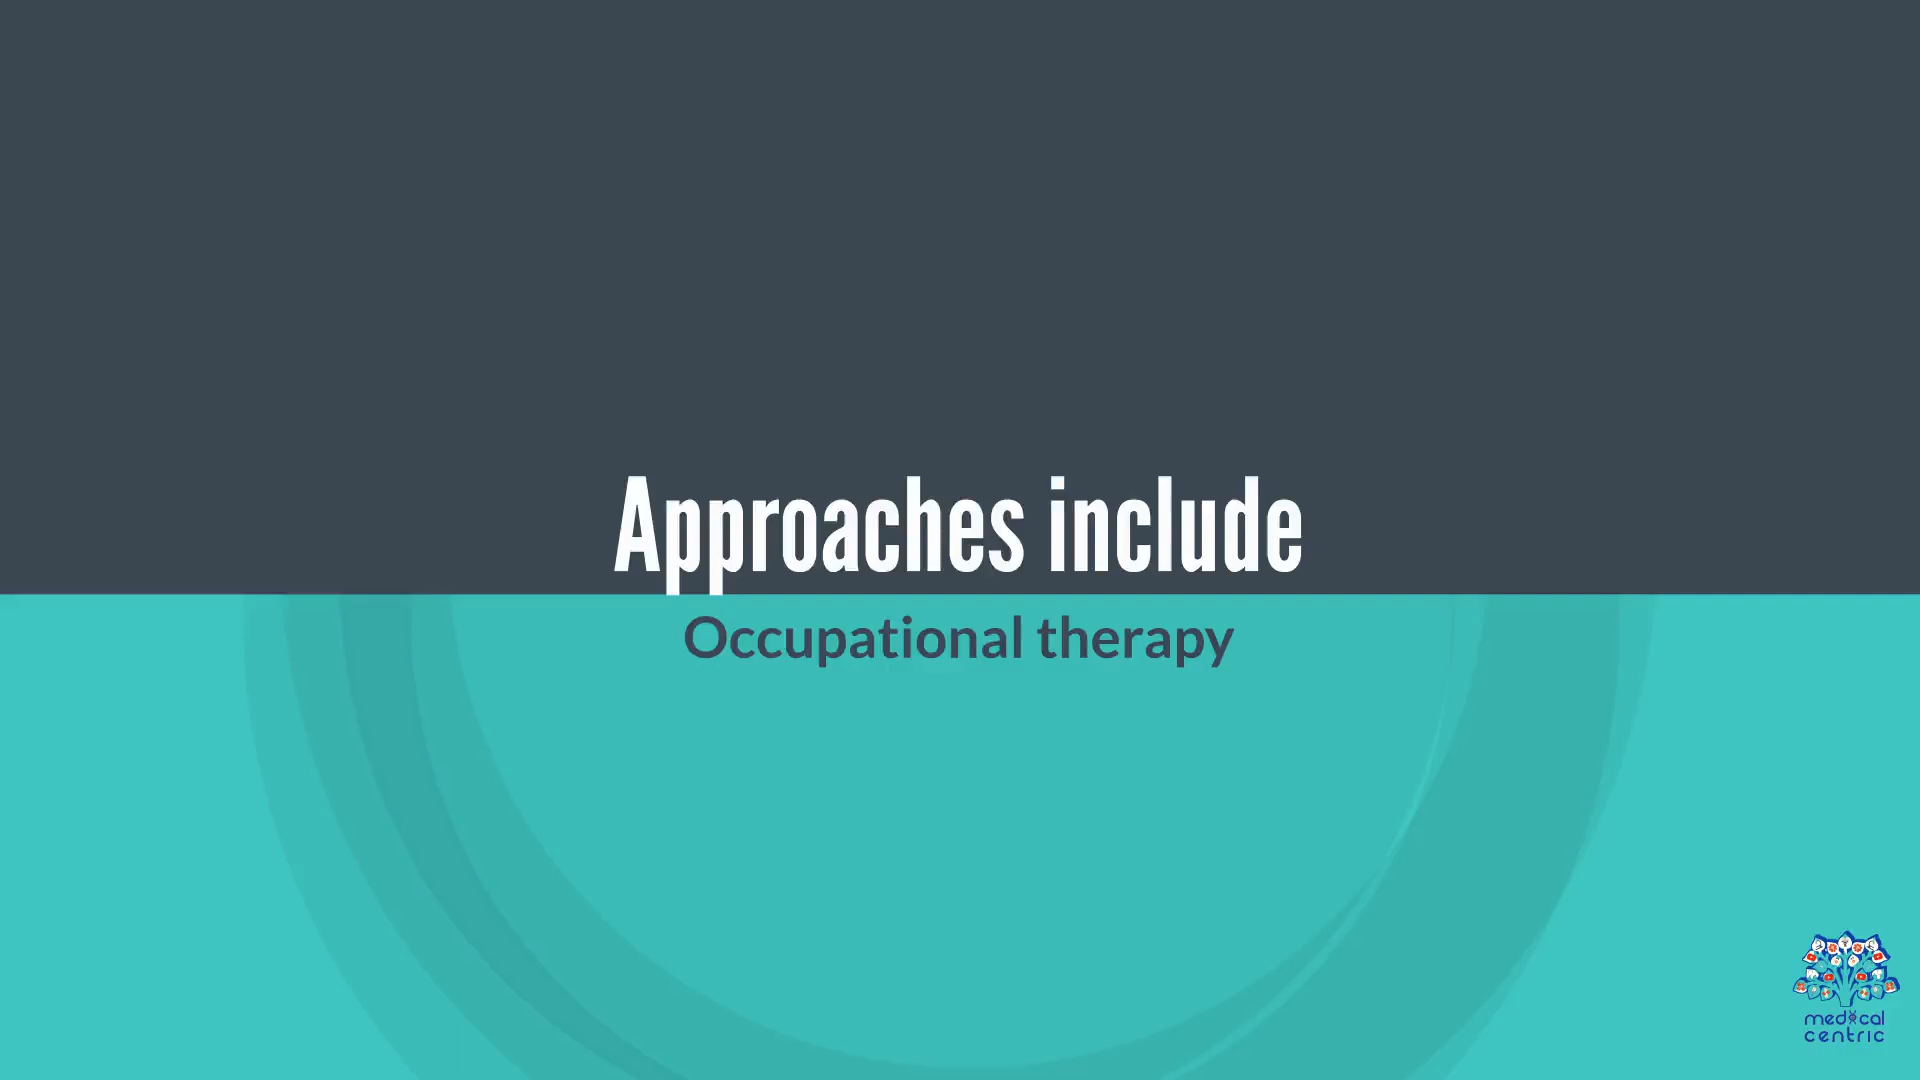 Approaches include
Occupational therapy
medical
centric